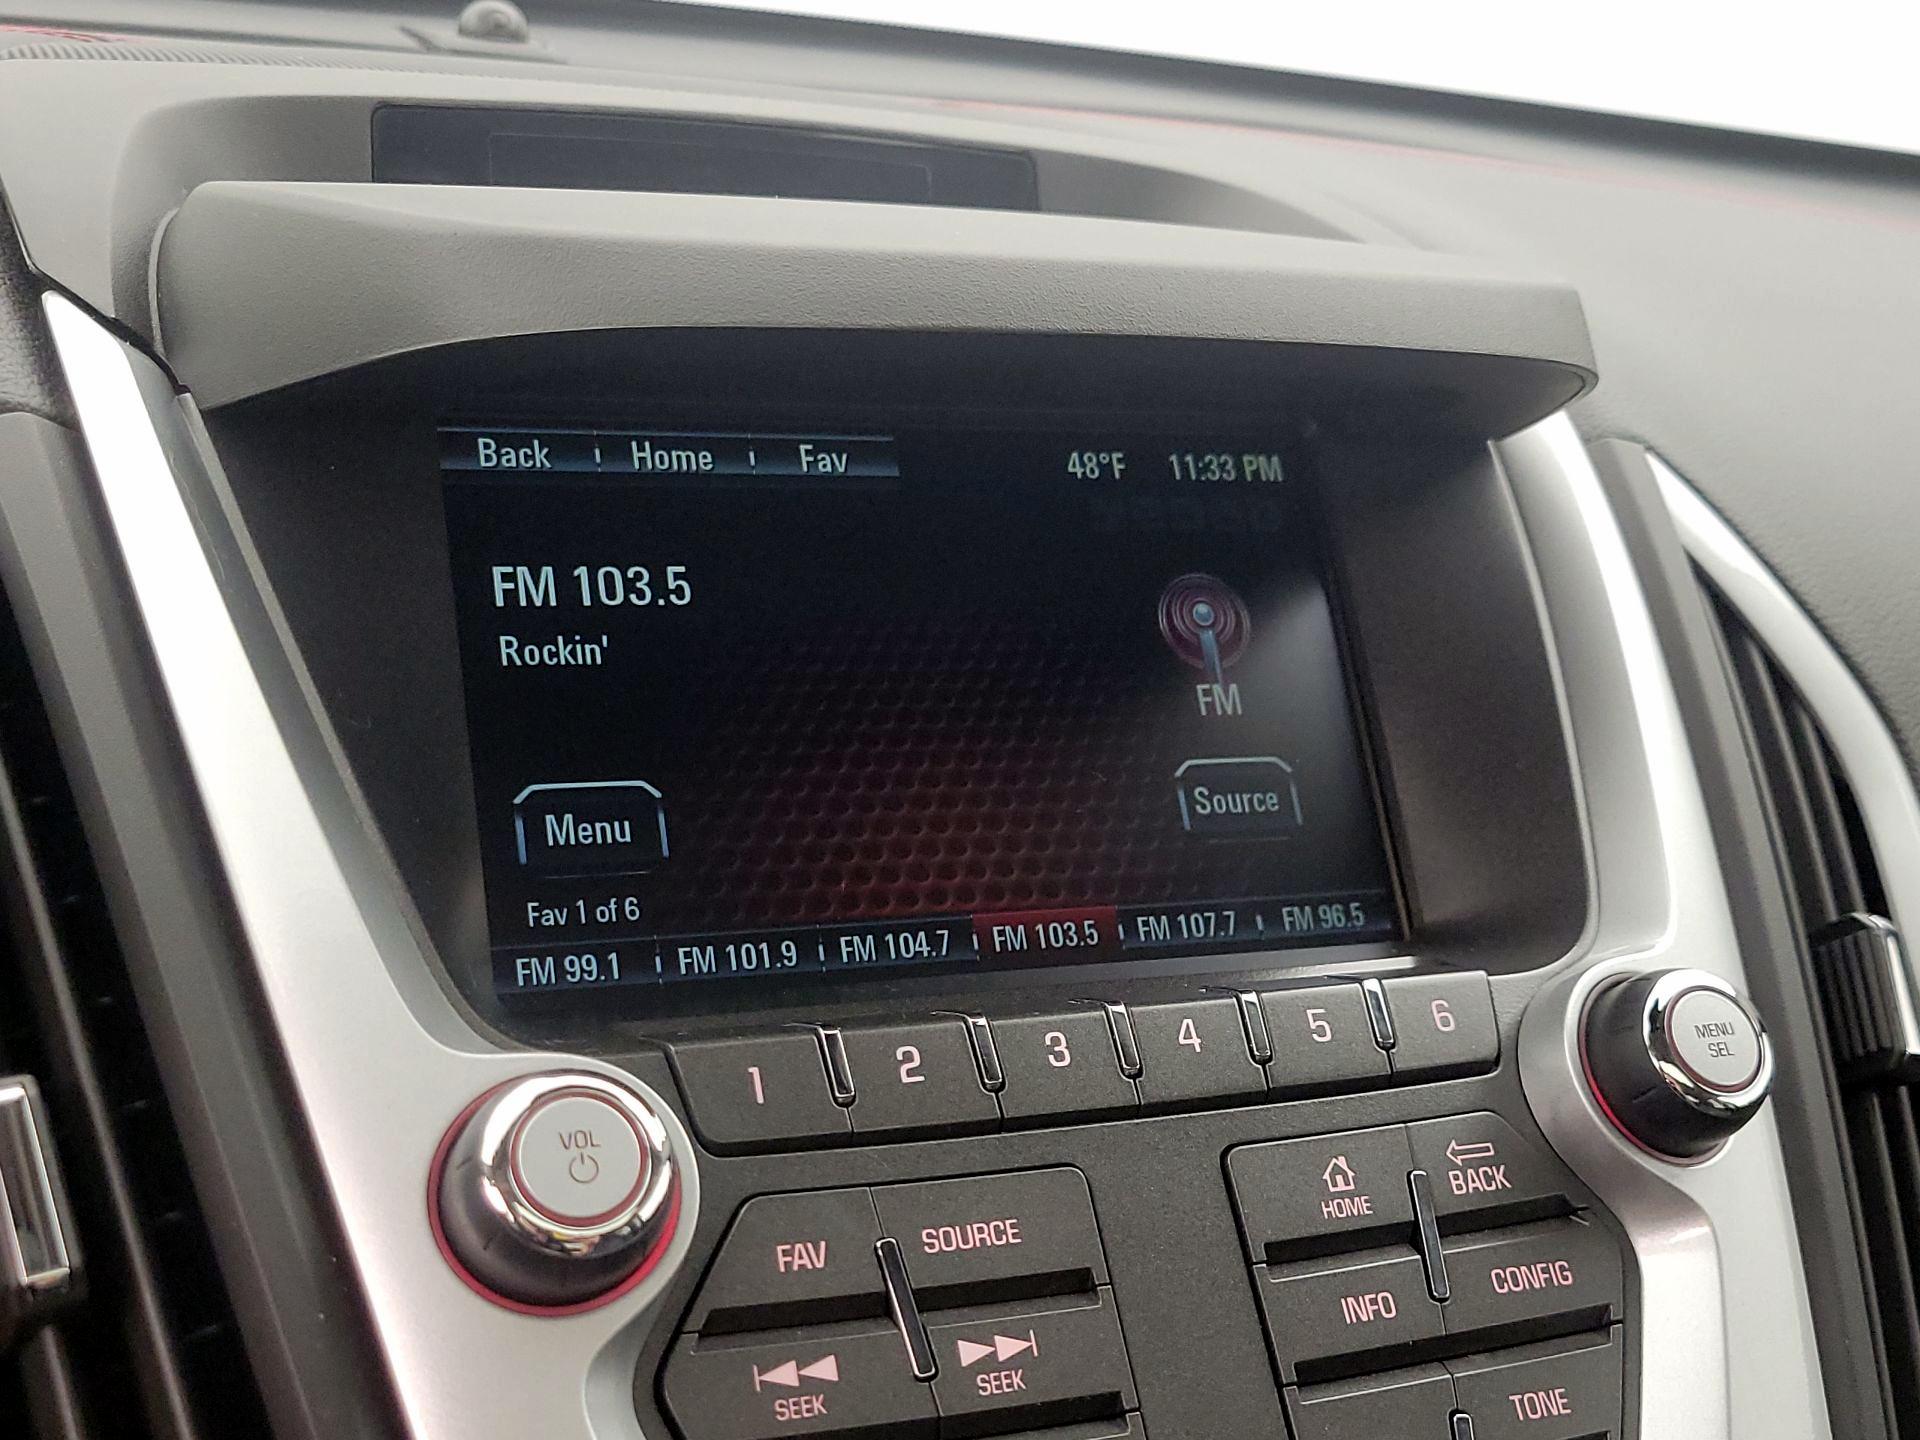 Back Home Fav 48°F 11:33 PM
FM 103.5
Rockin'
FM
Menu
Source
Fav 1 of 6
FM 99.1 FM 101.9 FM 104.7 FM 103.5 FM 107.7 FM 96.5
1 2 3 4 5 6
MENU
SEL
VOL
HOME
BACK
FAV
SOURCE
INFO
CONFIG
SEEK
SEEK
TONE